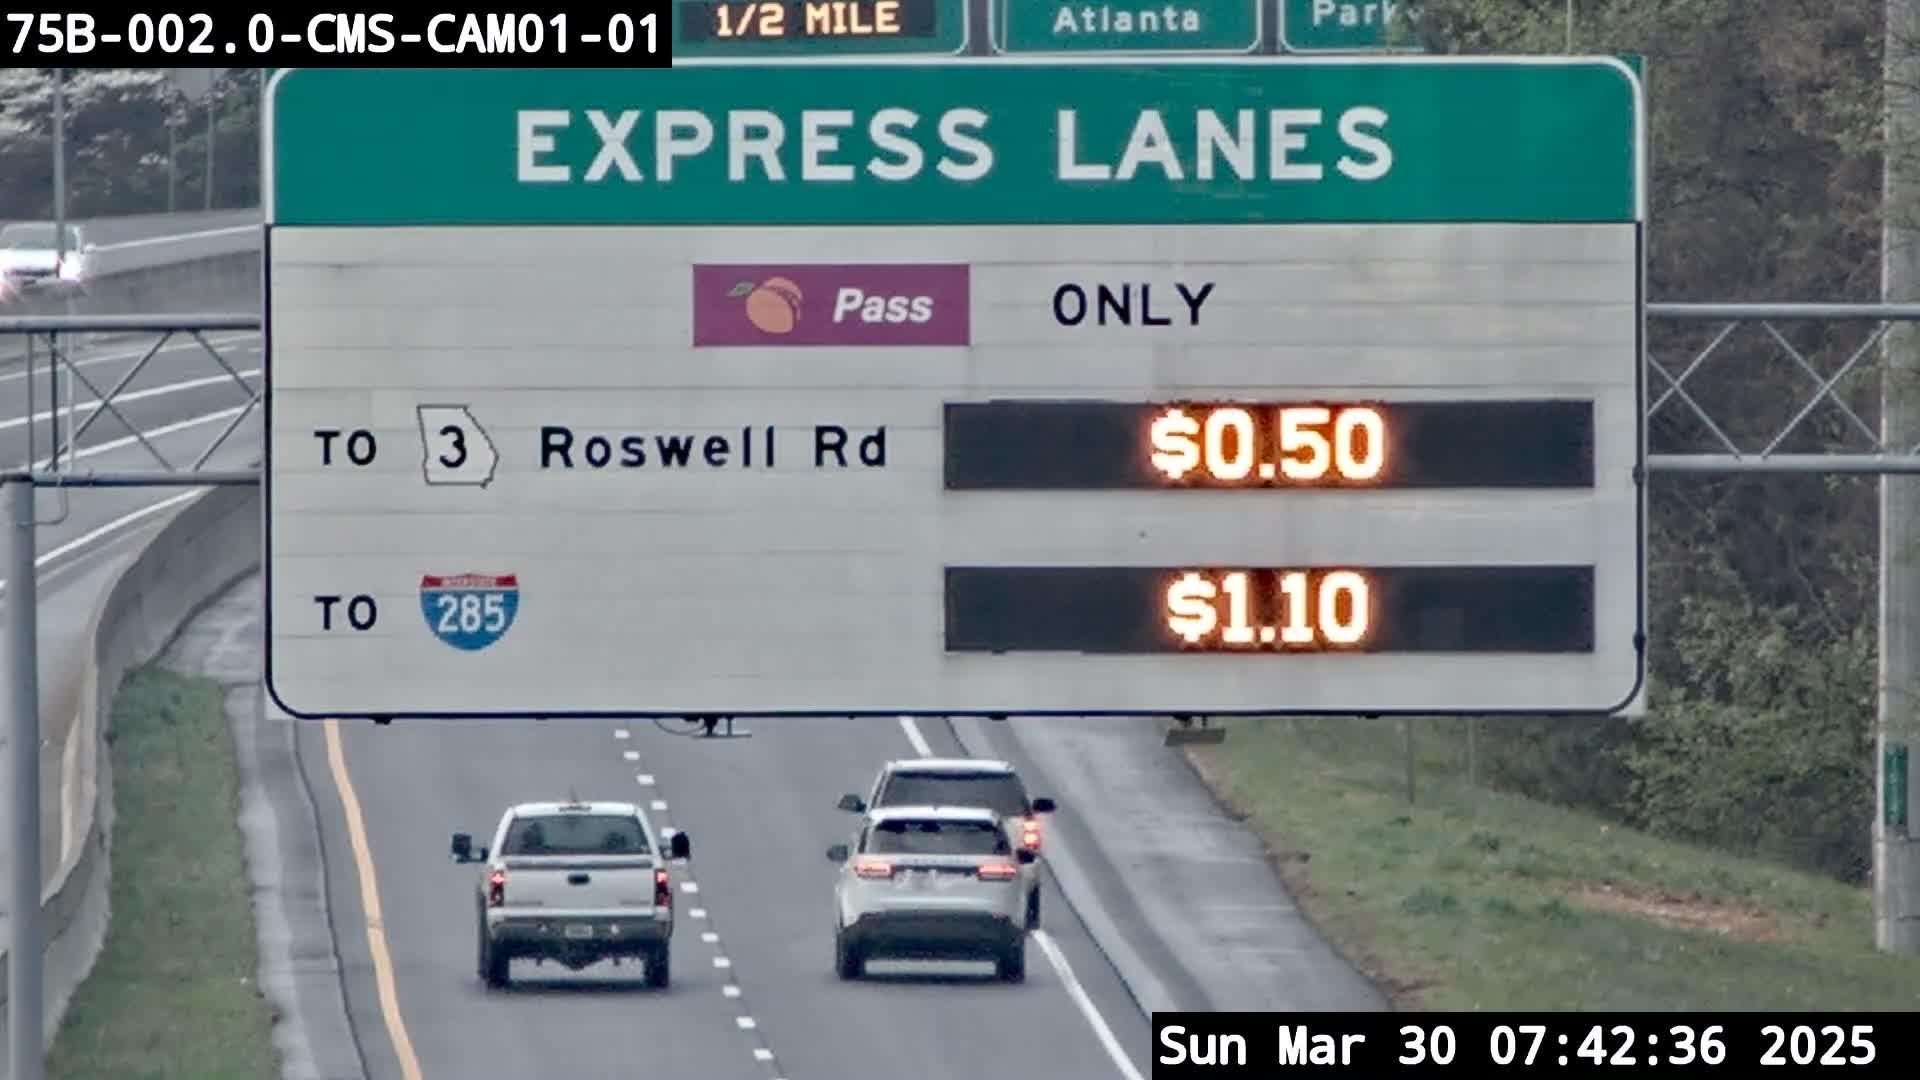 75B-002.0-CMS-CAM01-01
1/2 MILE
Atlanta
EXPRESS LANES
Pass ONLY
TO 3 Roswell Rd $0.50
TO INTERSTATE 285 $1.10
Sun Mar 30 07:42:36 2025